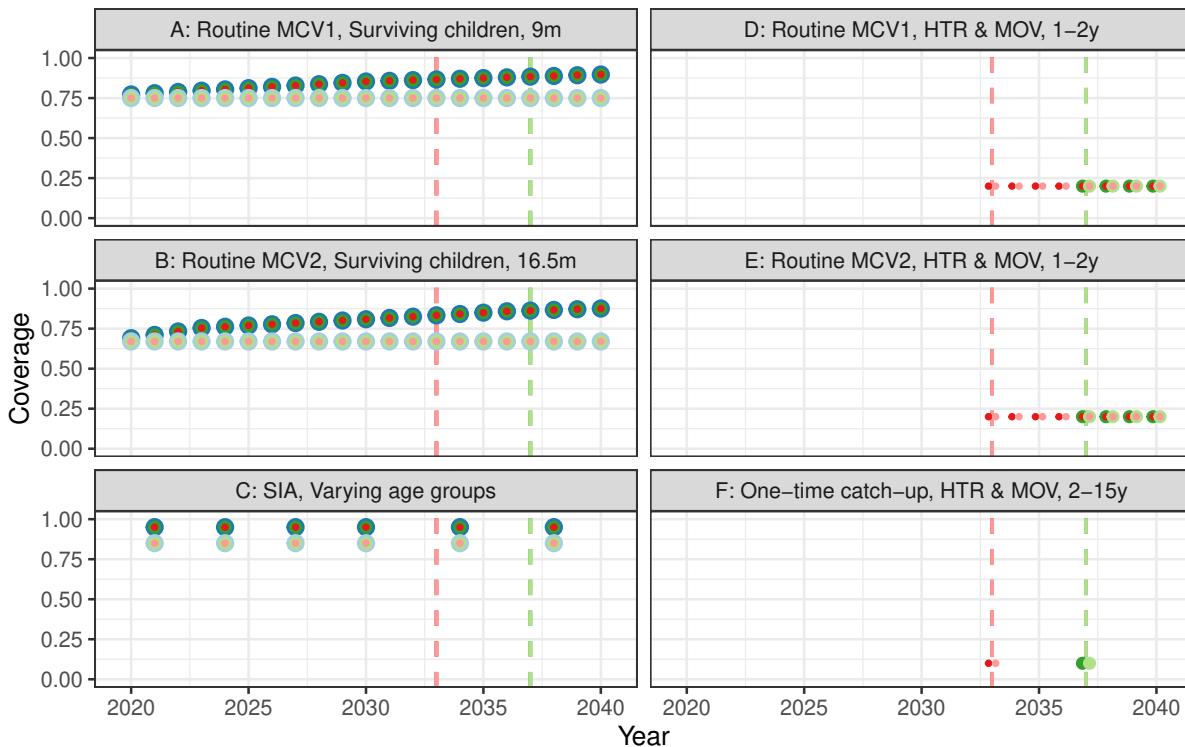 A: Routine MCV1, Surviving children, 9m
D: Routine MCV1, HTR & MOV, 1−2y
1.00
0.75
0.50
0.25
0.00
B: Routine MCV2, Surviving children, 16.5m
E: Routine MCV2, HTR & MOV, 1−2y
1.00
0.75
0.50
0.25
0.00
Coverage
C: SIA, Varying age groups
F: One−time catch−up, HTR & MOV, 2−15y
1.00
0.75
0.50
0.25
0.00
2020 2025 2030 2035 2040 2020 2025 2030 2035 2040
Year